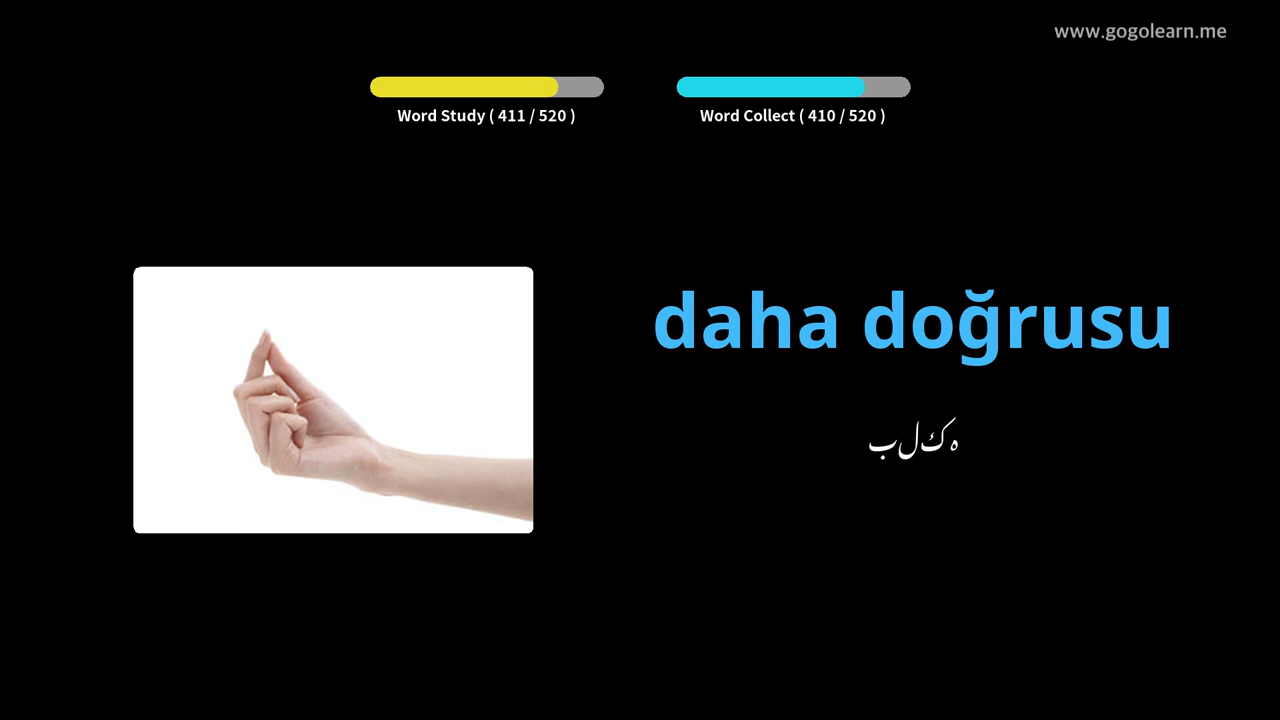 www.gogolearn.me
Word Study ( 411 / 520 )
Word Collect ( 410 / 520 )
daha doğrusu
بلکہ